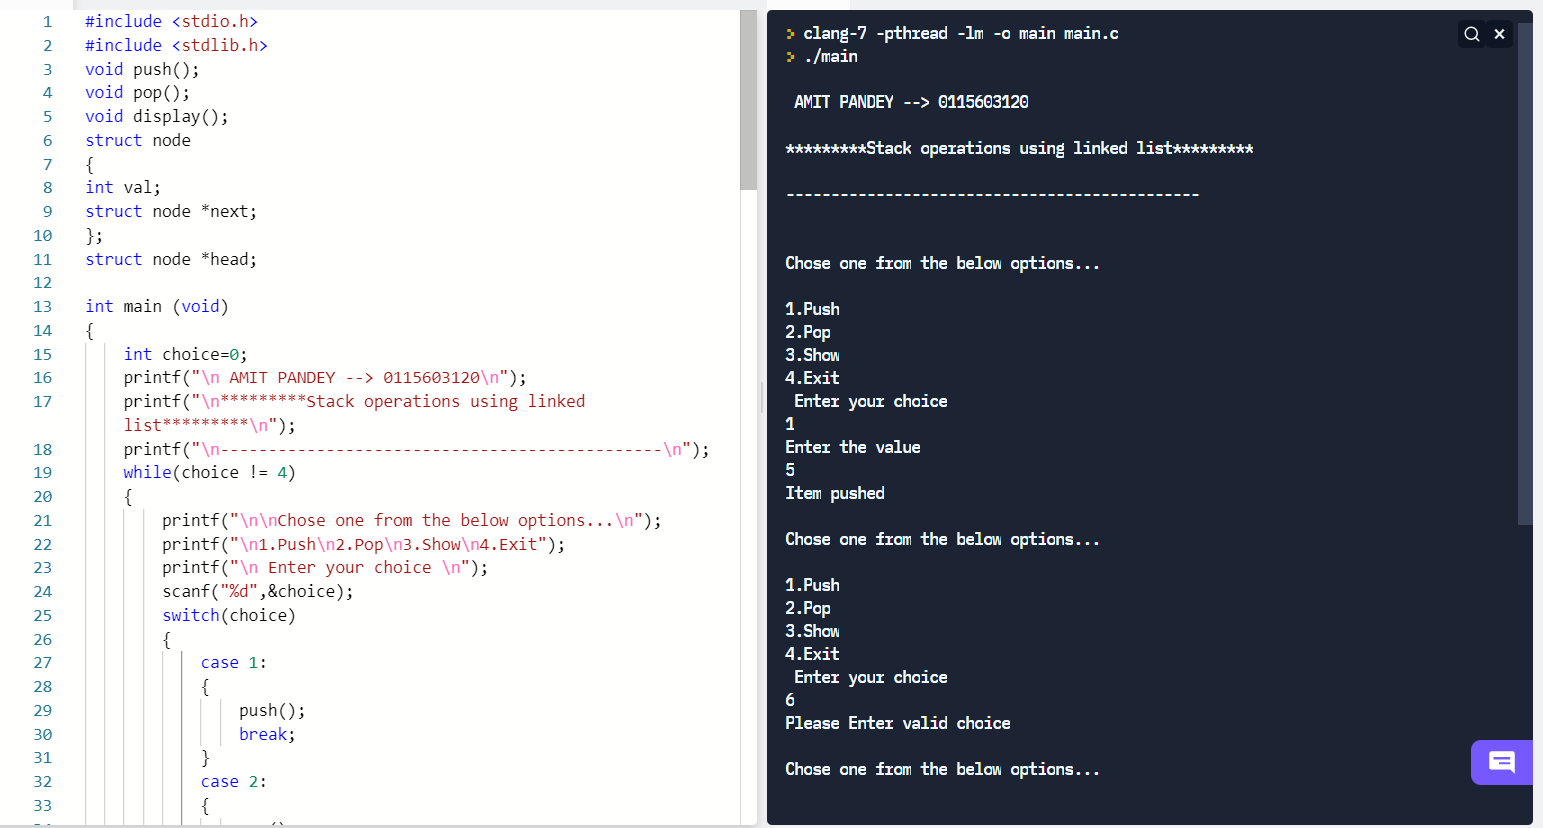 1 #include <stdio.h>
2 #include <stdlib.h>
3 void push();
4 void pop();
5 void display();
6 struct node
7 {
8 int val;
9 struct node *next;
10 };
11 struct node *head;
12
13 int main (void)
14 {
15 int choice=0;
16 printf("\n AMIT PANDEY --> 0115603120\n");
17 printf("\n*********Stack operations using linked
list*********\n");
18 printf("\n----------------------------------------------\n");
19 while(choice != 4)
20 {
21 printf("\n\nChose one from the below options...\n");
22 printf("\n1.Push\n2.Pop\n3.Show\n4.Exit");
23 printf("\n Enter your choice \n");
24 scanf("%d",&choice);
25 switch(choice)
26 {
27 case 1:
28 {
29 push();
30 break;
31 }
32 case 2:
33 {
> clang-7 -pthread -lm -o main main.c
> ./main
AMIT PANDEY --> 0115603120
*********Stack operations using linked list*********
----------------------------------------------
Chose one from the below options...
1.Push
2.Pop
3.Show
4.Exit
Enter your choice
1
Enter the value
5
Item pushed
Chose one from the below options...
1.Push
2.Pop
3.Show
4.Exit
Enter your choice
6
Please Enter valid choice
Chose one from the below options...